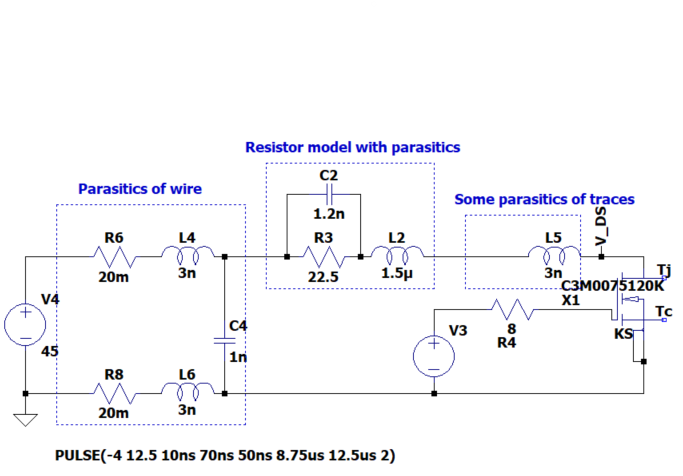 Resistor model with parasitics
C2
1.2n
Parasitics of wire
Some parasitics of traces
R6
L4
R3
L2
L5
V_DS
20m
3n
22.5
1.5µ
3n
Tj
C3M0075120K
X1
V4
45
C4
1n
V3
8
R4
Tc
KS
R8
L6
20m
3n
PULSE(-4 12.5 10ns 70ns 50ns 8.75us 12.5us 2)